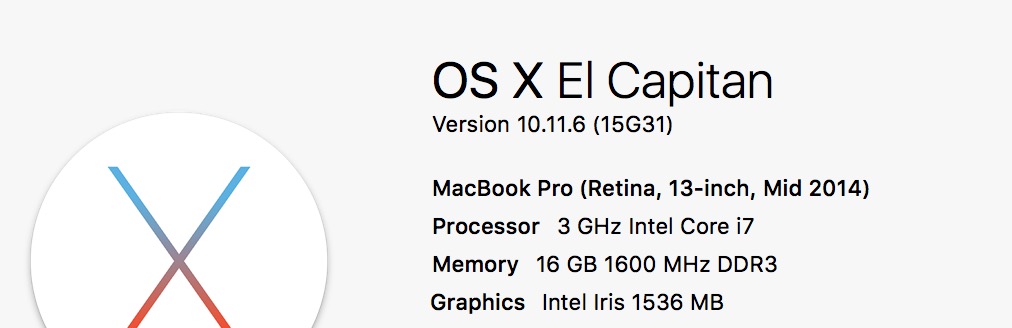 OS X El Capitan
Version 10.11.6 (15G31)
MacBook Pro (Retina, 13-inch, Mid 2014)
Processor 3 GHz Intel Core i7
Memory 16 GB 1600 MHz DDR3
Graphics Intel Iris 1536 MB